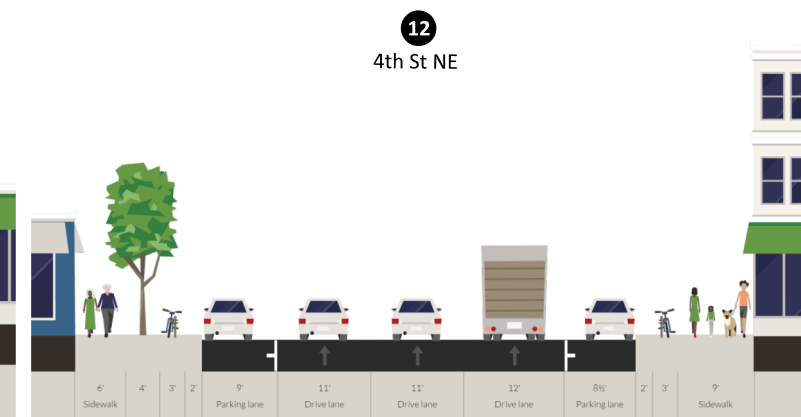 12
4th St NE
6' 4' 3' 2' 9' 11' 11' 12' 8½' 2' 3' 9'
Sidewalk Parking lane Drive lane Drive lane Drive lane Parking lane Sidewalk